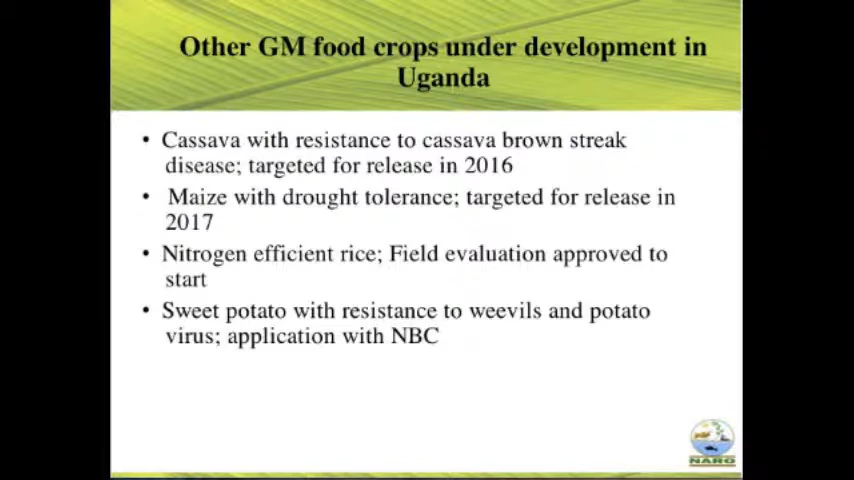 Other GM food crops under development in
Uganda
• Cassava with resistance to cassava brown streak
disease; targeted for release in 2016
• Maize with drought tolerance; targeted for release in
2017
• Nitrogen efficient rice; Field evaluation approved to
start
• Sweet potato with resistance to weevils and potato
virus; application with NBC
NARO